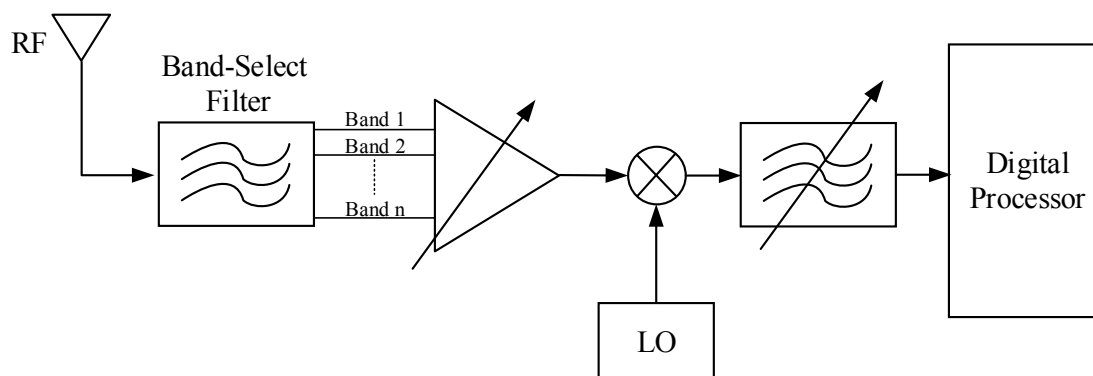 RF
Band-Select
Filter
Band 1
Band 2
Band n
LO
Digital
Processor